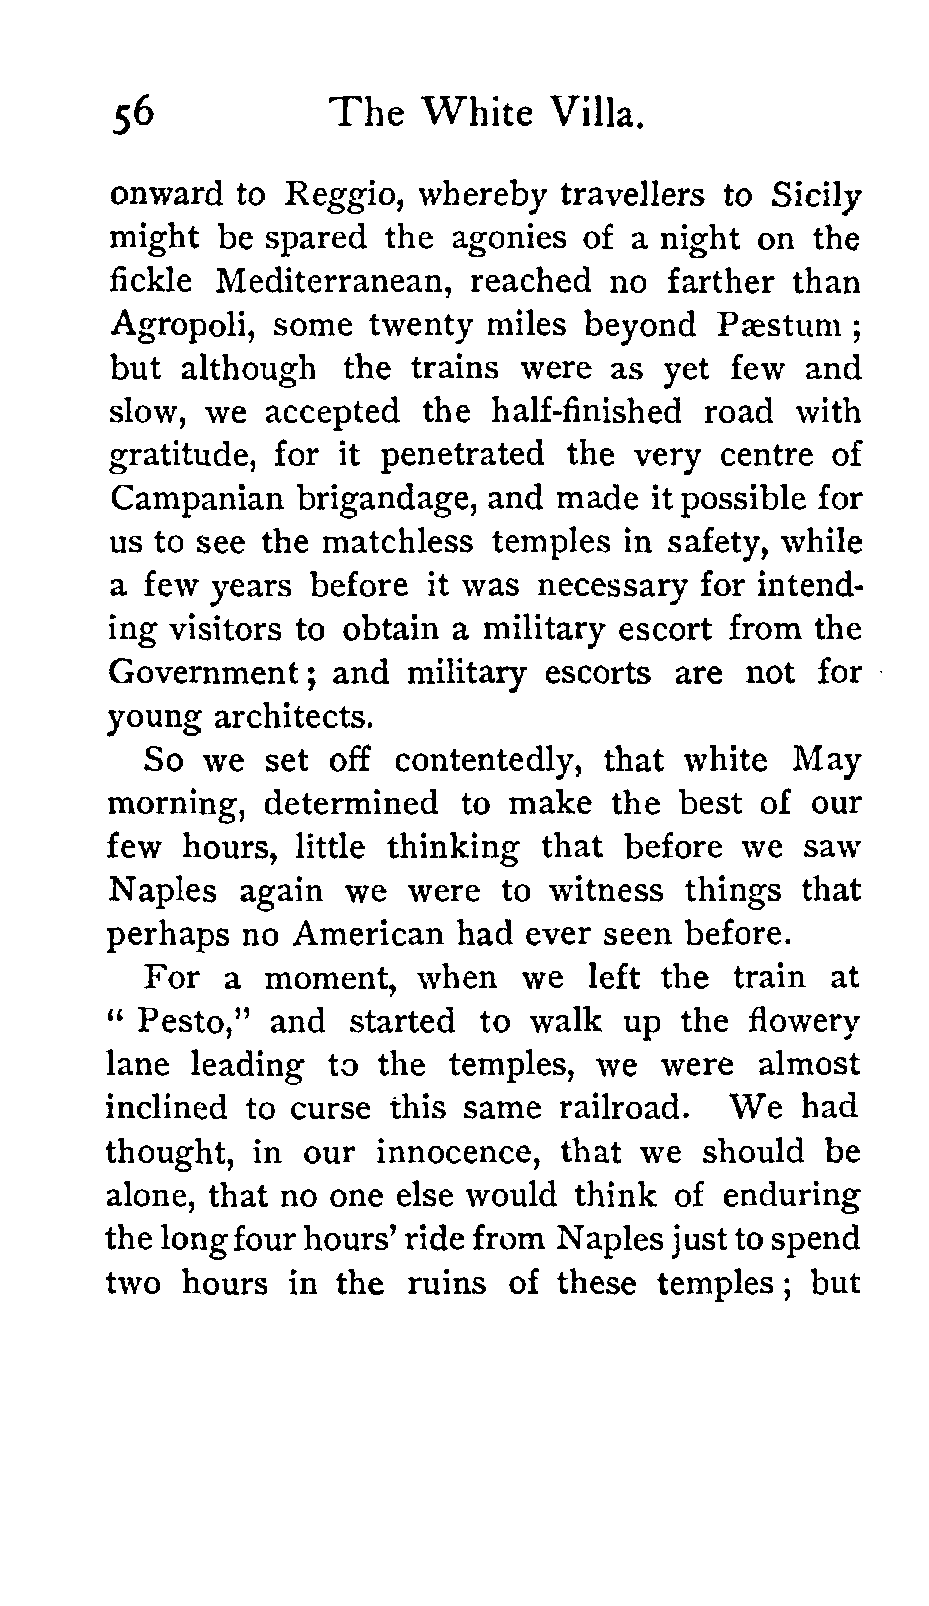 56 The White Villa.
onward to Reggio, whereby travellers to Sicily
might be spared the agonies of a night on the
fickle Mediterranean, reached no farther than
Agropoli, some twenty miles beyond Pæstum ;
but although the trains were as yet few and
slow, we accepted the half-finished road with
gratitude, for it penetrated the very centre of
Campanian brigandage, and made it possible for
us to see the matchless temples in safety, while
a few years before it was necessary for intend-
ing visitors to obtain a military escort from the
Government ; and military escorts are not for
young architects.
So we set off contentedly, that white May
morning, determined to make the best of our
few hours, little thinking that before we saw
Naples again we were to witness things that
perhaps no American had ever seen before.
For a moment, when we left the train at
“ Pesto,” and started to walk up the flowery
lane leading to the temples, we were almost
inclined to curse this same railroad. We had
thought, in our innocence, that we should be
alone, that no one else would think of enduring
the long four hours’ ride from Naples just to spend
two hours in the ruins of these temples ; but